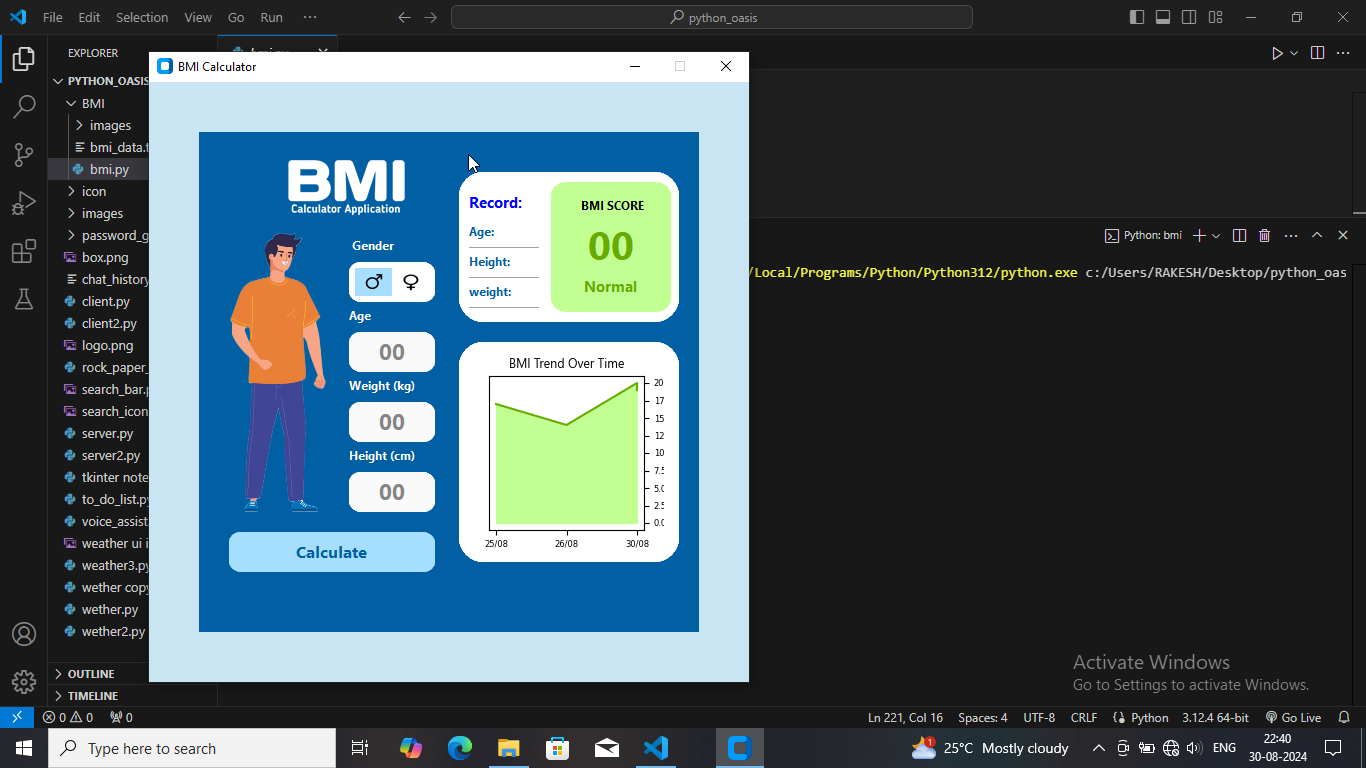 File Edit Selection View Go Run ···
python_oasis
EXPLORER
PYTHON_OASIS
BMI
images
bmi_data.t
bmi.py
icon
images
password_g
box.png
chat_history
client.py
client2.py
logo.png
rock_paper_
search_bar.p
search_icon
server.py
server2.py
tkinter note
to_do_list.py
voice_assist
weather ui i
weather3.py
wether copy
wether.py
wether2.py
OUTLINE
TIMELINE
BMI Calculator
BMI
Calculator Application
Gender
Age
00
Weight (kg)
00
Height (cm)
00
Calculate
Record:
Age:
Height:
weight:
BMI SCORE
00
Normal
BMI Trend Over Time
20
17
15
12
10
7.5
5.0
2.5
0.0
25/08 26/08 30/08
Python: bmi
/Local/Programs/Python/Python312/python.exe c:/Users/RAKESH/Desktop/python_oas
Activate Windows
Go to Settings to activate Windows.
0 0 0 Ln 221, Col 16 Spaces: 4 UTF-8 CRLF Python 3.12.4 64-bit Go Live
Type here to search
1 25°C Mostly cloudy ENG
22:40
30-08-2024